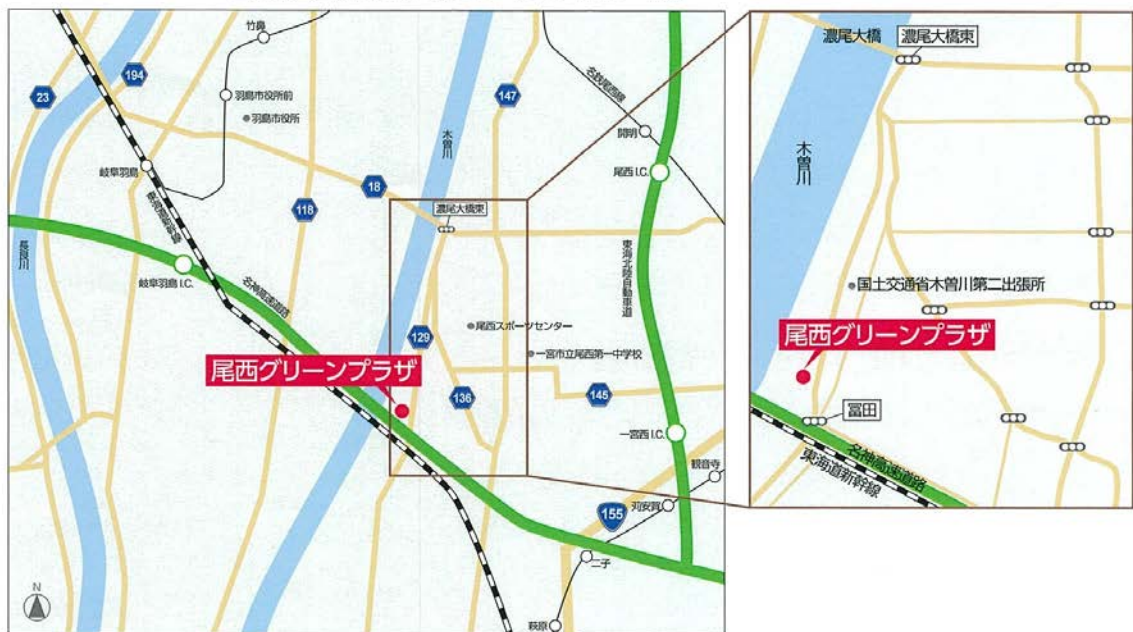 竹鼻
194
23
羽島市役所前
羽島市役所
147
名鉄尾西線
開明
木曽川
尾西I.C.
岐阜羽島
18
118
濃尾大橋東
東海道新幹線
長良川
岐阜羽島I.C.
名神高速道路
東海北陸自動車道
尾西スポーツセンター
129
一宮市立尾西第一中学校
尾西グリーンプラザ
136
145
一宮西I.C.
観音寺
苅安賀
155
二子
萩原
N
濃尾大橋
濃尾大橋東
木曽川
国土交通省木曽川第二出張所
尾西グリーンプラザ
冨田
名神高速道路
東海道新幹線